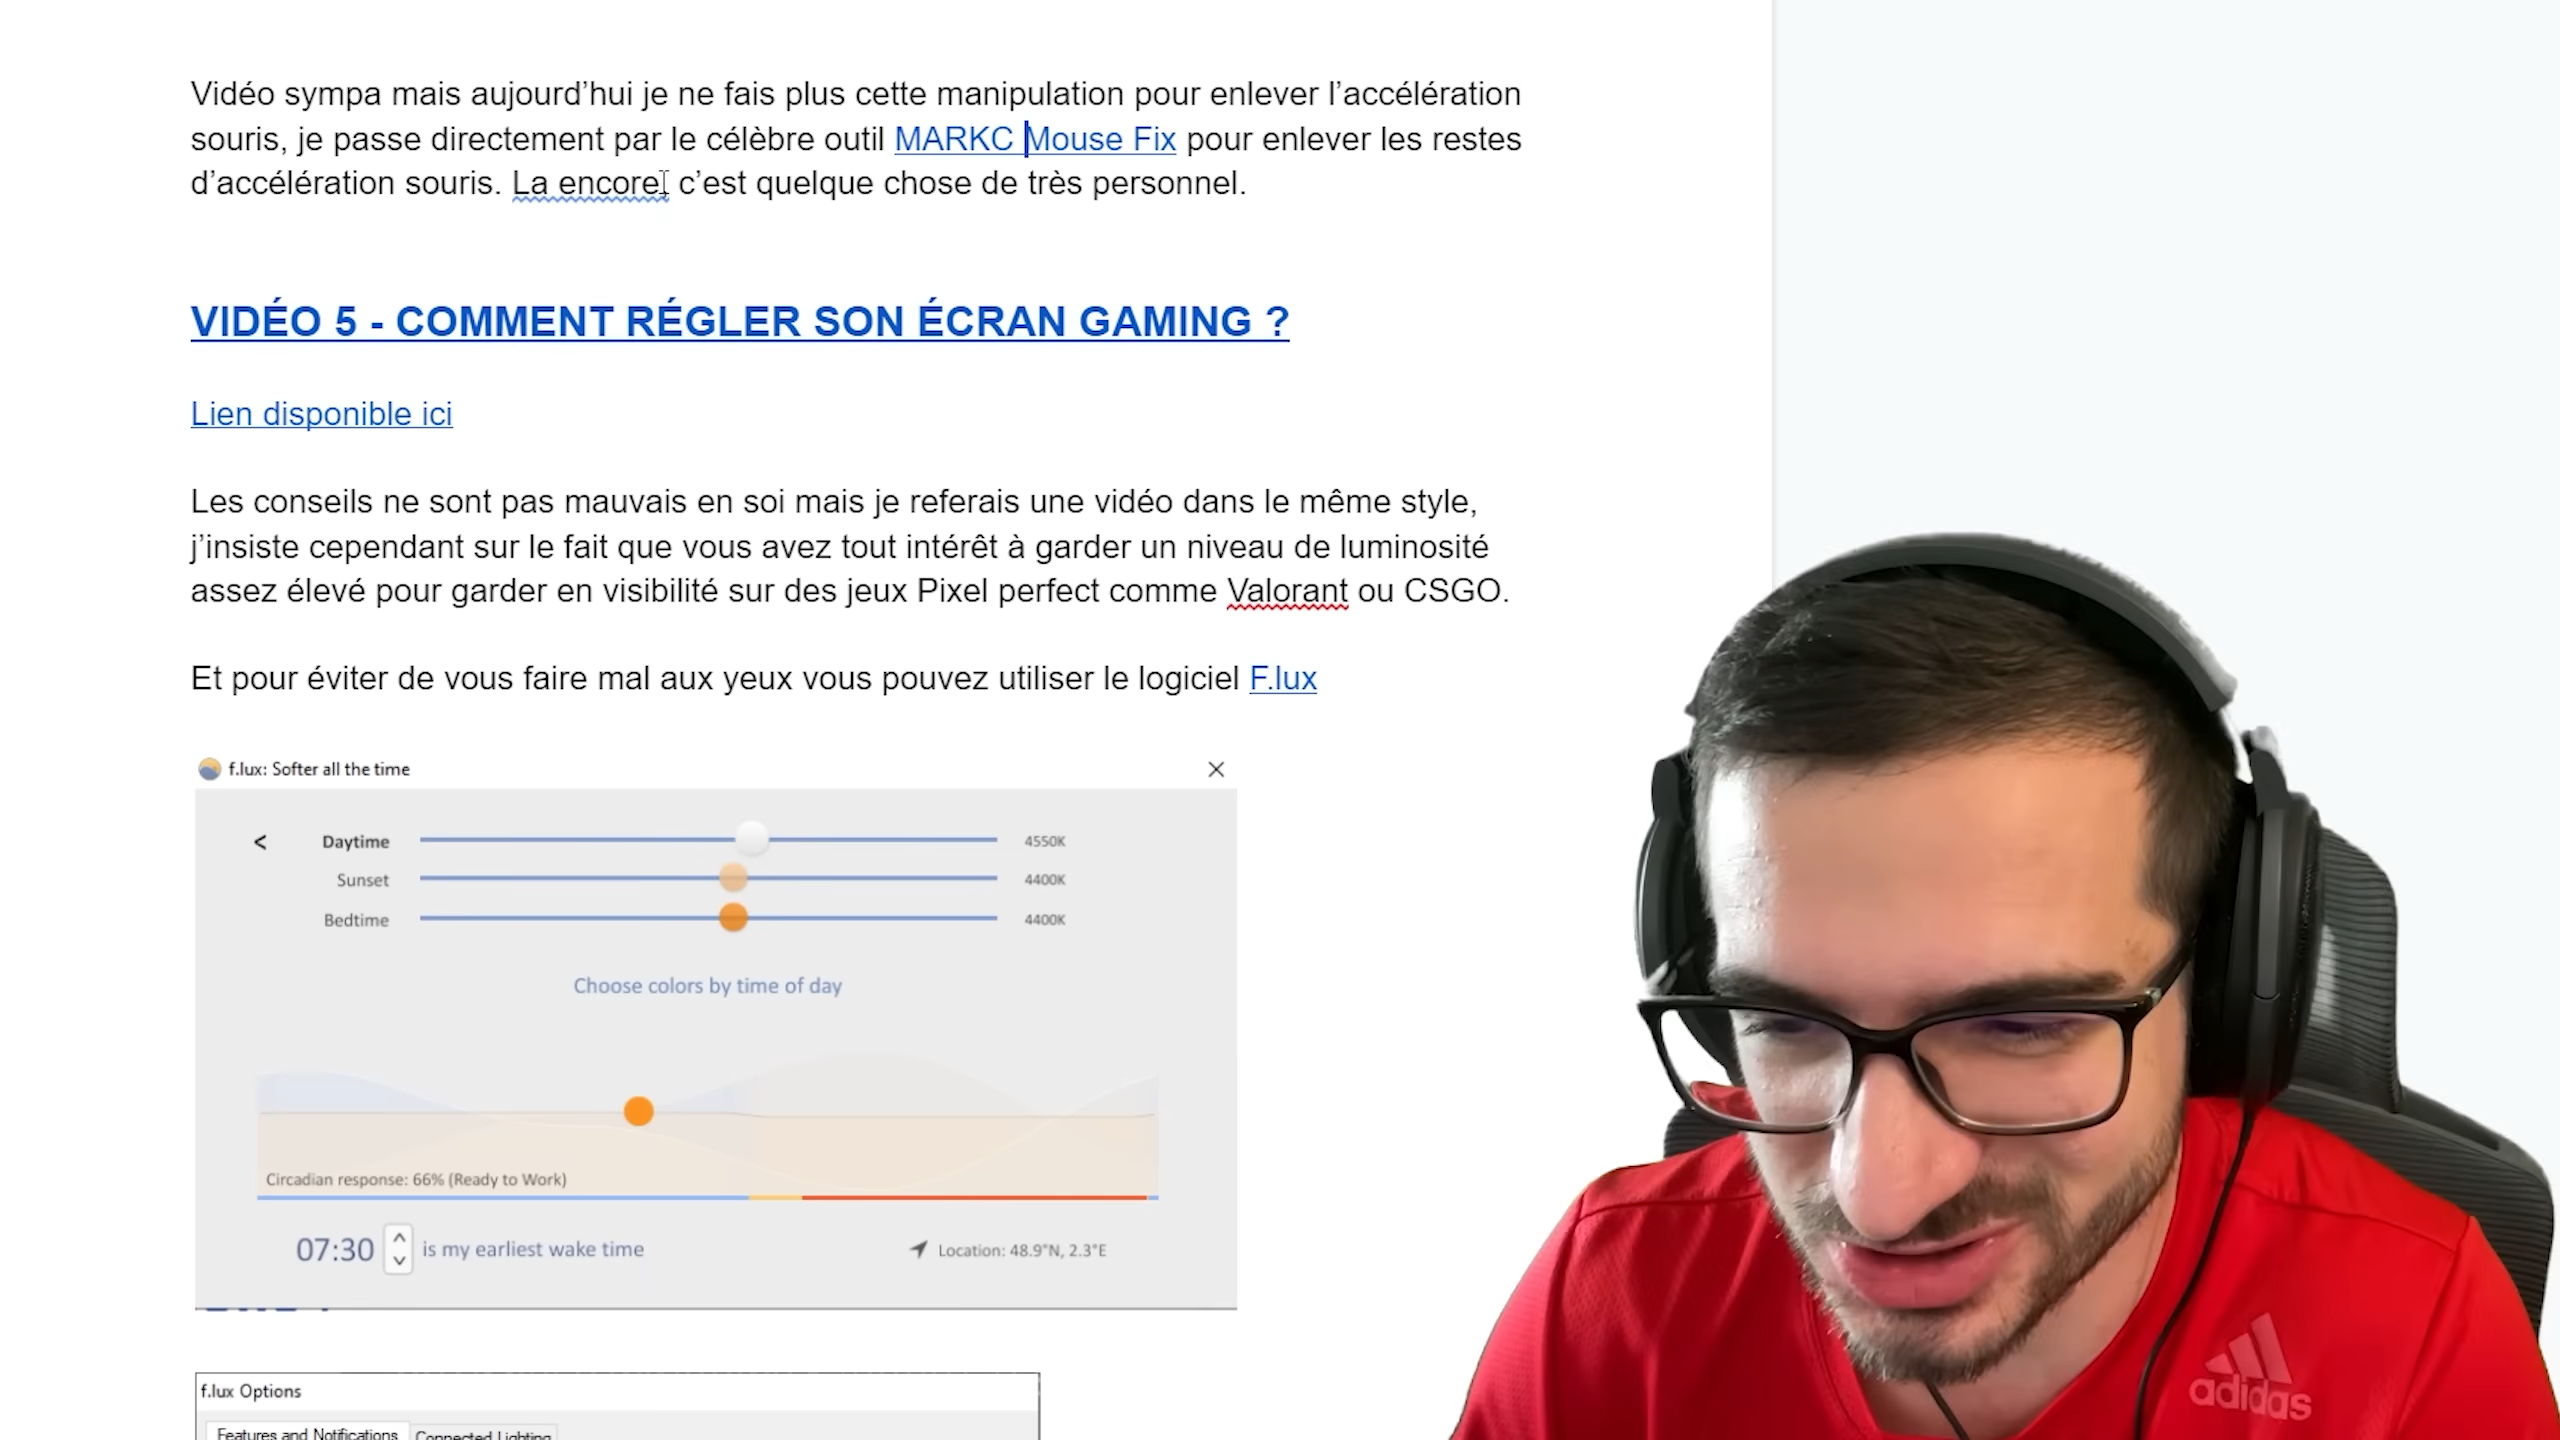 Vidéo sympa mais aujourd’hui je ne fais plus cette manipulation pour enlever l’accélération
souris, je passe directement par le célèbre outil MARKC Mouse Fix pour enlever les restes
d’accélération souris. La encore, c’est quelque chose de très personnel.
VIDÉO 5 - COMMENT RÉGLER SON ÉCRAN GAMING ?
Lien disponible ici
Les conseils ne sont pas mauvais en soi mais je referais une vidéo dans le même style,
j’insiste cependant sur le fait que vous avez tout intérêt à garder un niveau de luminosité
assez élevé pour garder en visibilité sur des jeux Pixel perfect comme Valorant ou CSGO.
Et pour éviter de vous faire mal aux yeux vous pouvez utiliser le logiciel F.lux
f.lux: Softer all the time
Daytime 4550K
Sunset 4400K
Bedtime 4400K
Choose colors by time of day
Circadian response: 66% (Ready to Work)
07:30 is my earliest wake time Location: 48.9°N, 2.3°E
f.lux Options
Features and Notifications Connected Lighting
adidas